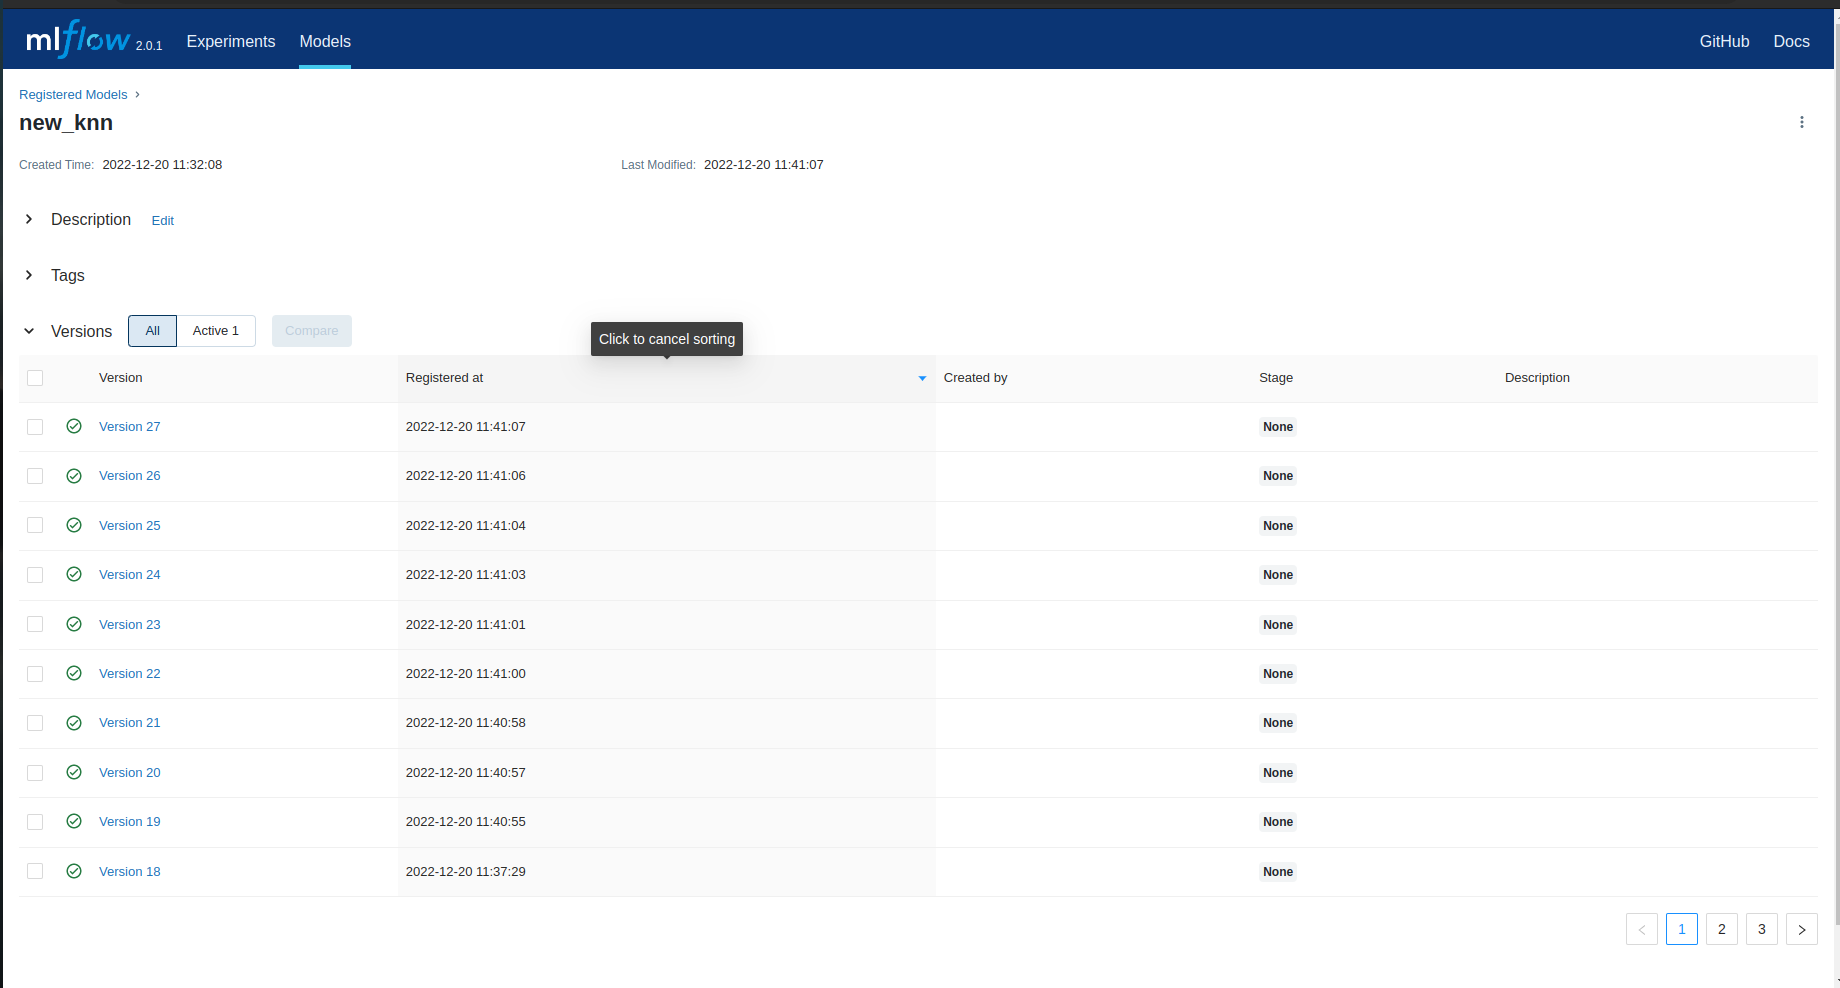 mlflow 2.0.1 Experiments Models GitHub Docs
Registered Models ›
new_knn
Created Time: 2022-12-20 11:32:08 Last Modified: 2022-12-20 11:41:07
Description Edit
Tags
Versions All Active 1 Compare
Click to cancel sorting
Version Registered at Created by Stage Description
Version 27 2022-12-20 11:41:07 None
Version 26 2022-12-20 11:41:06 None
Version 25 2022-12-20 11:41:04 None
Version 24 2022-12-20 11:41:03 None
Version 23 2022-12-20 11:41:01 None
Version 22 2022-12-20 11:41:00 None
Version 21 2022-12-20 11:40:58 None
Version 20 2022-12-20 11:40:57 None
Version 19 2022-12-20 11:40:55 None
Version 18 2022-12-20 11:37:29 None
< 1 2 3 >